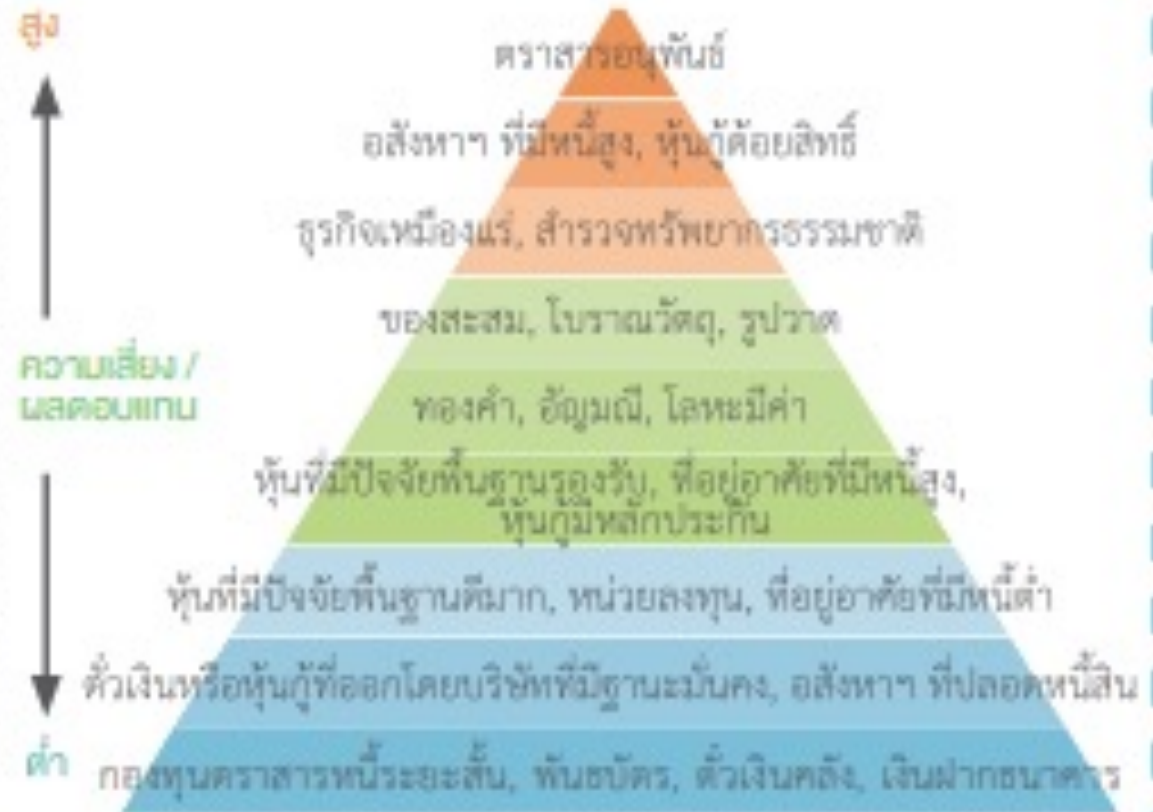 สูง
ตราสารอนุพันธ์
อสังหาฯ ที่มีหนี้สูง, หุ้นกู้ด้อยสิทธิ์
ธุรกิจเหมืองแร่, สำรวจทรัพยากรธรรมชาติ
ของสะสม, โบราณวัตถุ, รูปวาด
ความเสี่ยง /
ผลตอบแทน
ทองคำ, อัญมณี, โลหะมีค่า
หุ้นที่มีปัจจัยพื้นฐานรองรับ, ที่อยู่อาศัยที่มีหนี้สูง,
หุ้นกู้มีหลักประกัน
หุ้นที่มีปัจจัยพื้นฐานดีมาก, หน่วยลงทุน, ที่อยู่อาศัยที่มีหนี้ต่ำ
ตั๋วเงินหรือหุ้นกู้ที่ออกโดยบริษัทที่มีฐานะมั่นคง, อสังหาฯ ที่ปลอดหนี้สิน
ต่ำ
กองทุนตราสารหนี้ระยะสั้น, พันธบัตร, ตั๋วเงินคลัง, เงินฝากธนาคาร